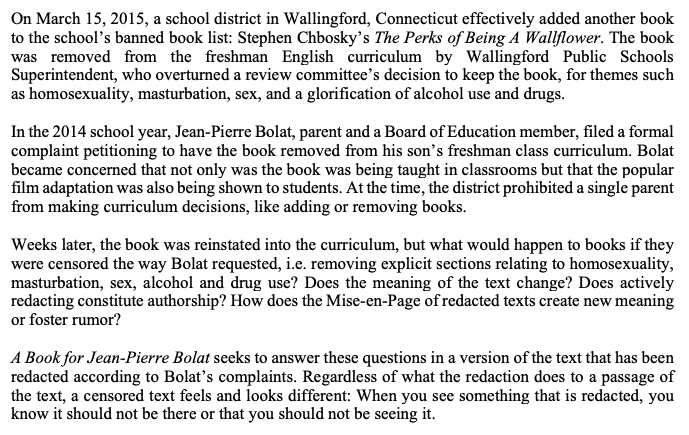 On March 15, 2015, a school district in Wallingford, Connecticut effectively added another book
to the school’s banned book list: Stephen Chbosky’s The Perks of Being A Wallflower. The book
was removed from the freshman English curriculum by Wallingford Public Schools
Superintendent, who overturned a review committee’s decision to keep the book, for themes such
as homosexuality, masturbation, sex, and a glorification of alcohol use and drugs.
In the 2014 school year, Jean-Pierre Bolat, parent and a Board of Education member, filed a formal
complaint petitioning to have the book removed from his son’s freshman class curriculum. Bolat
became concerned that not only was the book was being taught in classrooms but that the popular
film adaptation was also being shown to students. At the time, the district prohibited a single parent
from making curriculum decisions, like adding or removing books.
Weeks later, the book was reinstated into the curriculum, but what would happen to books if they
were censored the way Bolat requested, i.e. removing explicit sections relating to homosexuality,
masturbation, sex, alcohol and drug use? Does the meaning of the text change? Does actively
redacting constitute authorship? How does the Mise-en-Page of redacted texts create new meaning
or foster rumor?
A Book for Jean-Pierre Bolat seeks to answer these questions in a version of the text that has been
redacted according to Bolat’s complaints. Regardless of what the redaction does to a passage of
the text, a censored text feels and looks different: When you see something that is redacted, you
know it should not be there or that you should not be seeing it.